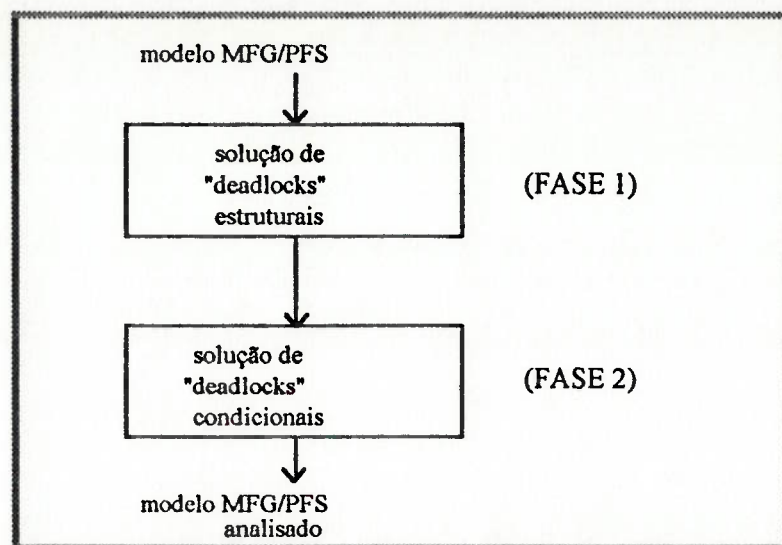 modelo MFG/PFS
solução de
"deadlocks"
estruturais
(FASE 1)
solução de
"deadlocks"
condicionais
(FASE 2)
modelo MFG/PFS
analisado